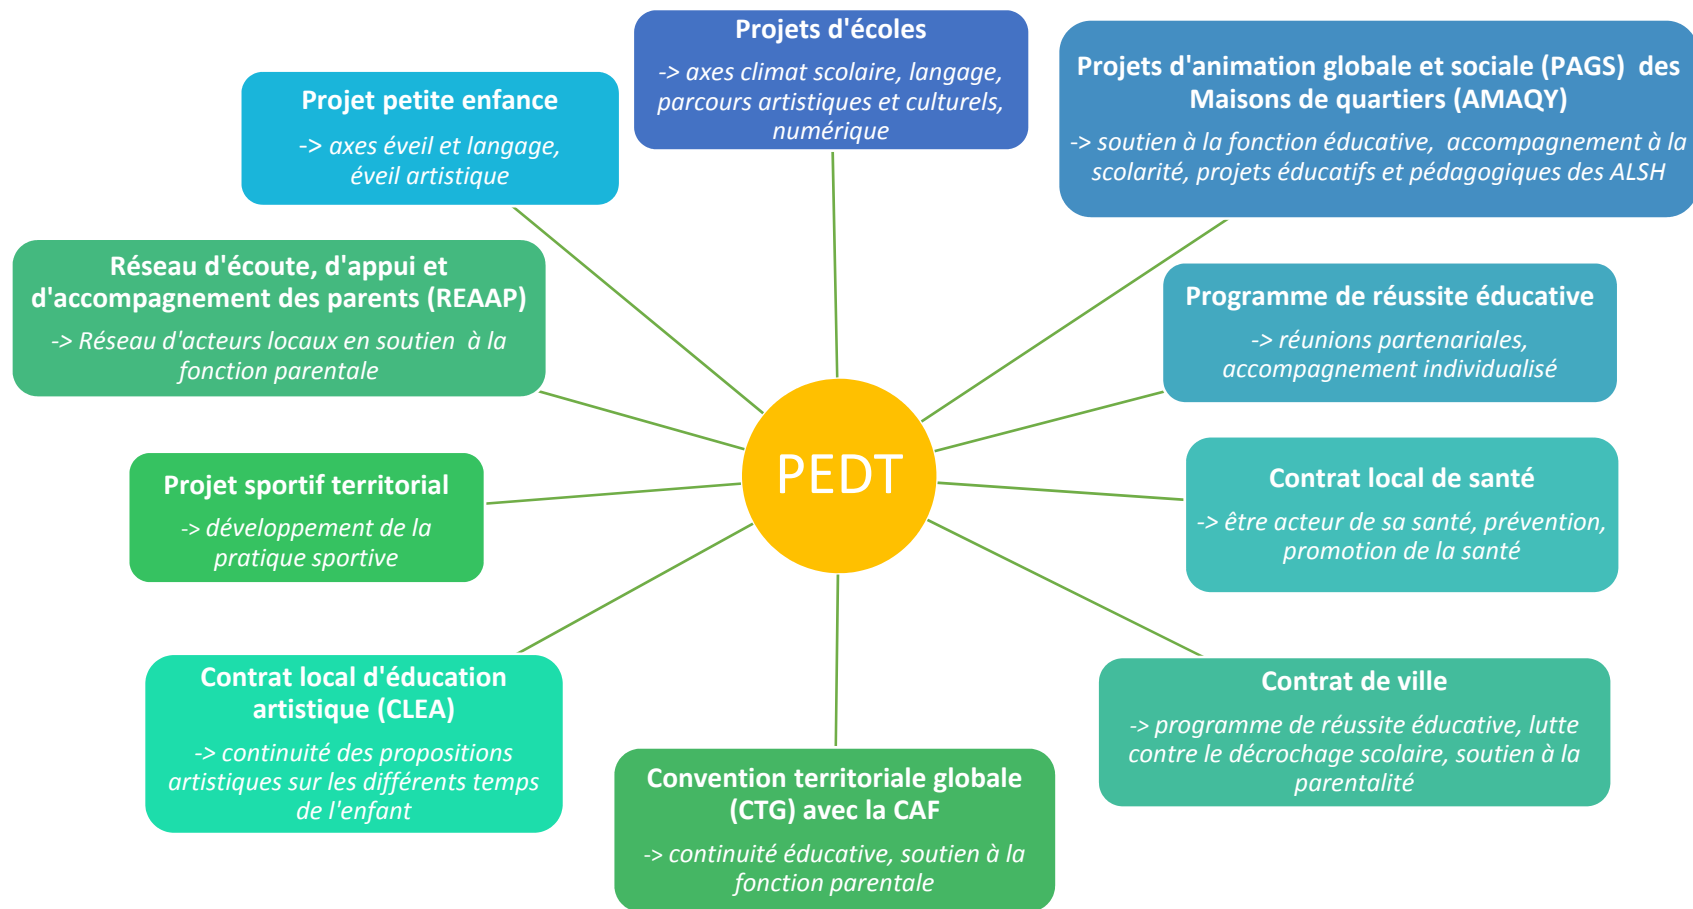 Projets d'écoles
-> axes climat scolaire, langage,
parcours artistiques et culturels,
numérique
Projets d'animation globale et sociale (PAGS)  des
Maisons de quartiers (AMAQY)
-> soutien à la fonction éducative,  accompagnement à la
scolarité, projets éducatifs et pédagogiques des ALSH
Projet petite enfance
-> axes éveil et langage,
éveil artistique
Réseau d'écoute, d'appui et
d'accompagnement des parents (REAAP)
-> Réseau d'acteurs locaux en soutien  à la
fonction parentale
Programme de réussite éducative
-> réunions partenariales,
accompagnement individualisé
PEDT
Projet sportif territorial
-> développement de la
pratique sportive
Contrat local de santé
-> être acteur de sa santé, prévention,
promotion de la santé
Contrat local d'éducation
artistique (CLEA)
-> continuité des propositions
artistiques sur les différents temps
de l'enfant
Contrat de ville
-> programme de réussite éducative, lutte
contre le décrochage scolaire, soutien à la
parentalité
Convention territoriale globale
(CTG) avec la CAF
-> continuité éducative, soutien à la
fonction parentale